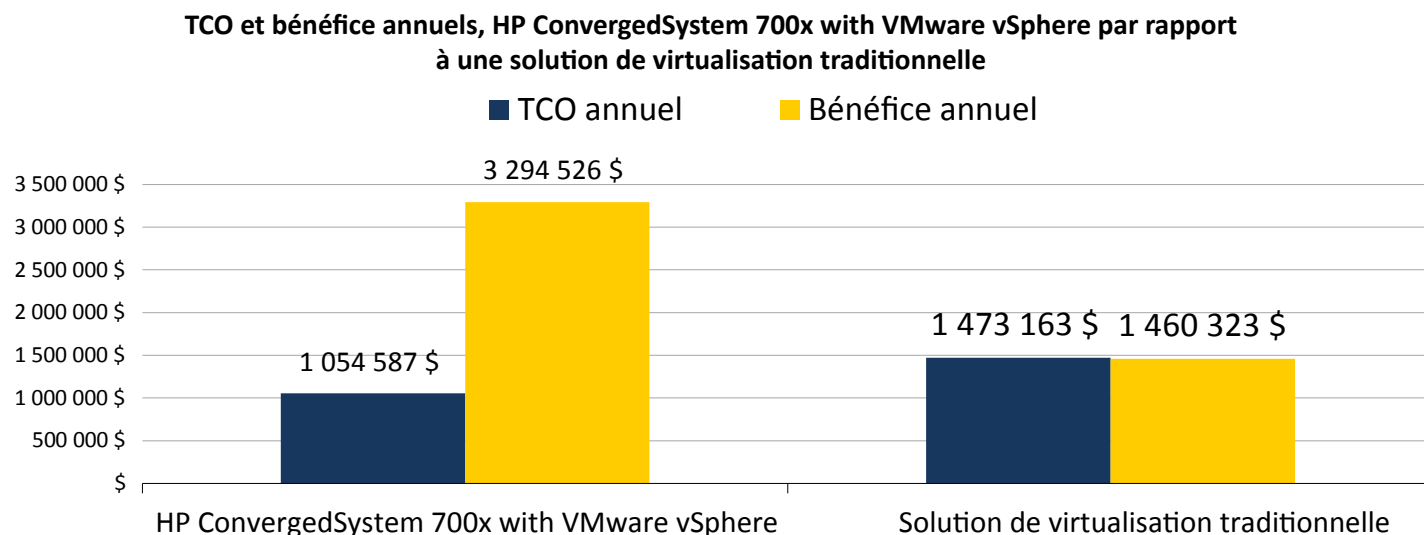 TCO et bénéfice annuels, HP ConvergedSystem 700x with VMware vSphere par rapport
à une solution de virtualisation traditionnelle
TCO annuel Bénéfice annuel
3 294 526 $
3 500 000 $
3 000 000 $
2 500 000 $
2 000 000 $
1 473 163 $ 1 460 323 $
1 500 000 $
1 054 587 $
1 000 000 $
500 000 $
$
HP ConvergedSystem 700x with VMware vSphere Solution de virtualisation traditionnelle